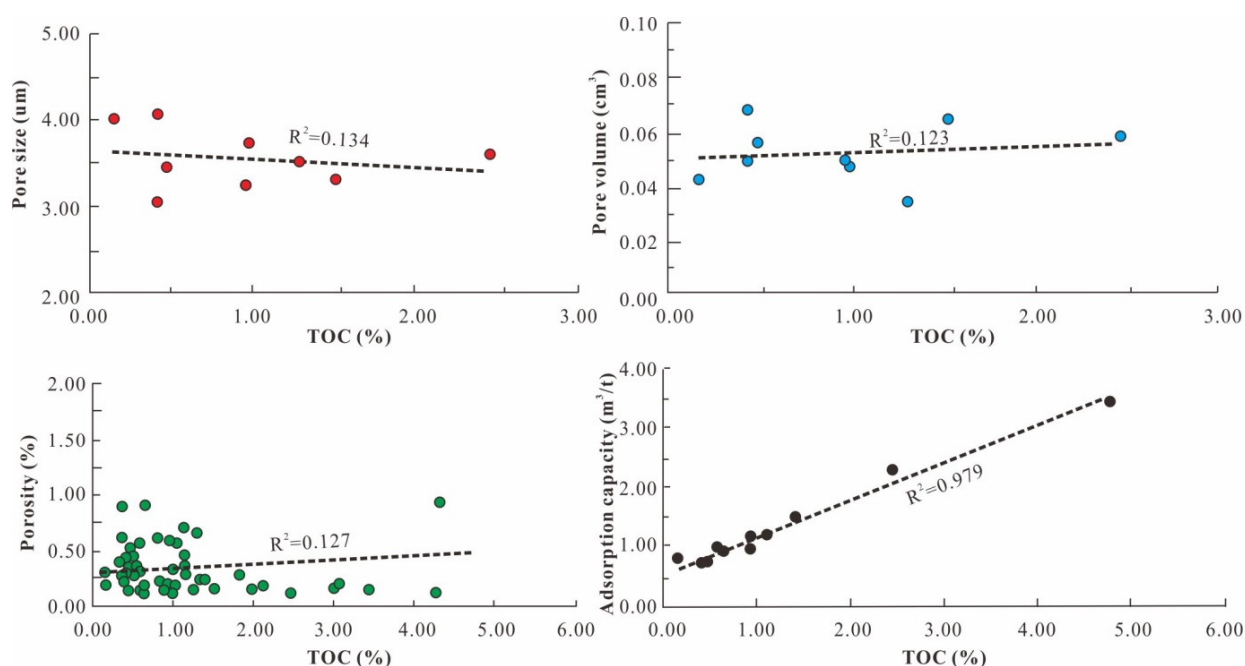 Pore size (um)
5.00
4.00
3.00
2.00
R²=0.134
0.00 1.00 2.00 3.00
TOC (%)
Pore volume (cm³)
0.10
0.08
0.06
0.04
0.02
0.00
R²=0.123
1.00 2.00 3.00
TOC (%)
Porosity (%)
2.00
1.50
1.00
0.50
0.00
R²=0.127
0.00 1.00 2.00 3.00 4.00 5.00 6.00
TOC (%)
Adsorption capacity (m³/t)
4.00
3.00
2.00
1.00
0.00
R²=0.979
0.00 1.00 2.00 3.00 4.00 5.00 6.00
TOC (%)